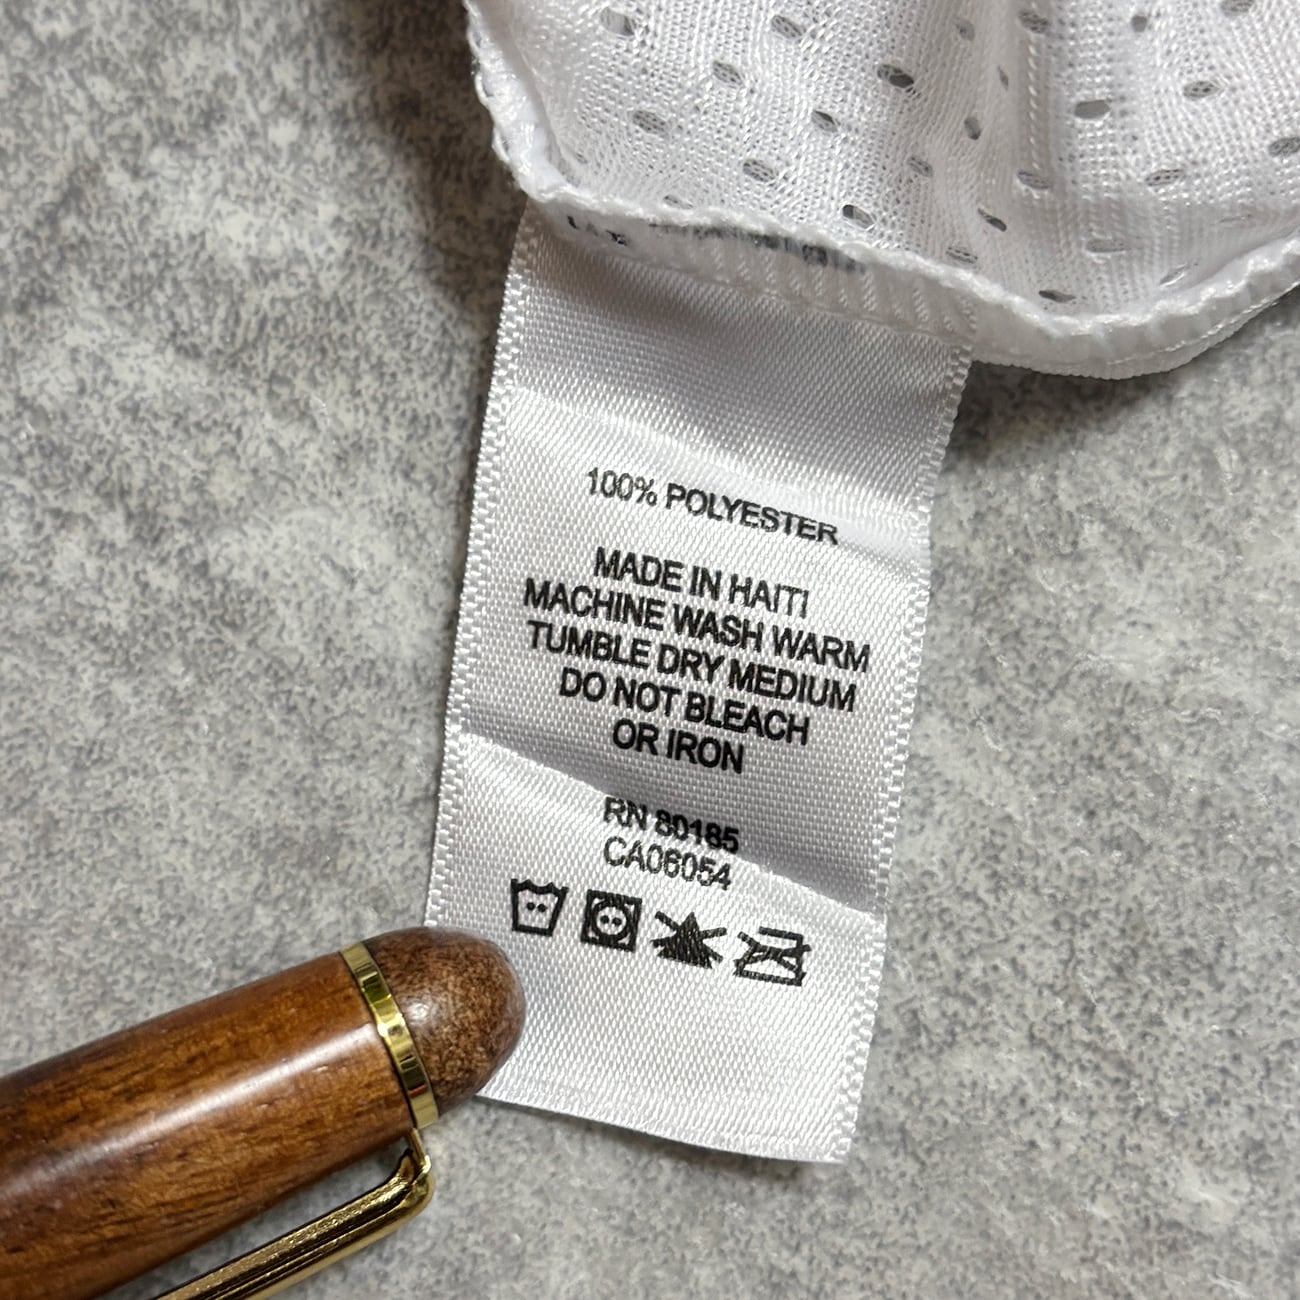 100% POLYESTER
MADE IN HAITI
MACHINE WASH WARM
TUMBLE DRY MEDIUM
DO NOT BLEACH
OR IRON
RN 80185
CA06054